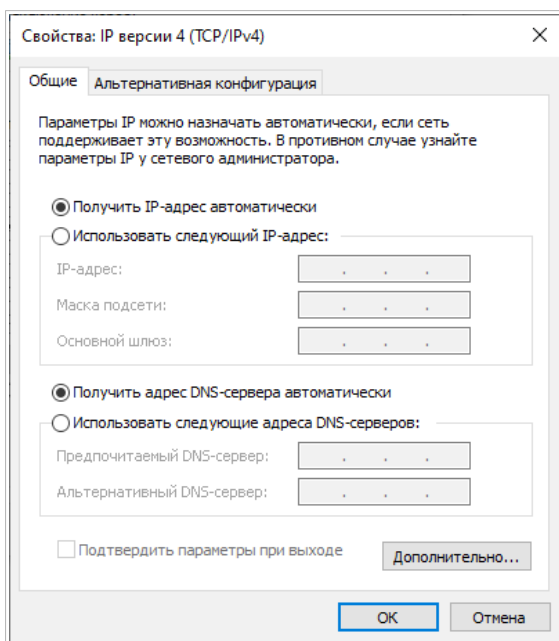 Свойства: IP версии 4 (TCP/IPv4)
Общие
Альтернативная конфигурация
Параметры IP можно назначать автоматически, если сеть
поддерживает эту возможность. В противном случае узнайте
параметры IP у сетевого администратора.
Получить IP-адрес автоматически
Использовать следующий IP-адрес:
IP-адрес:
Маска подсети:
Основной шлюз:
Получить адрес DNS-сервера автоматически
Использовать следующие адреса DNS-серверов:
Предпочитаемый DNS-сервер:
Альтернативный DNS-сервер:
Подтвердить параметры при выходе
Дополнительно...
ОК
Отмена